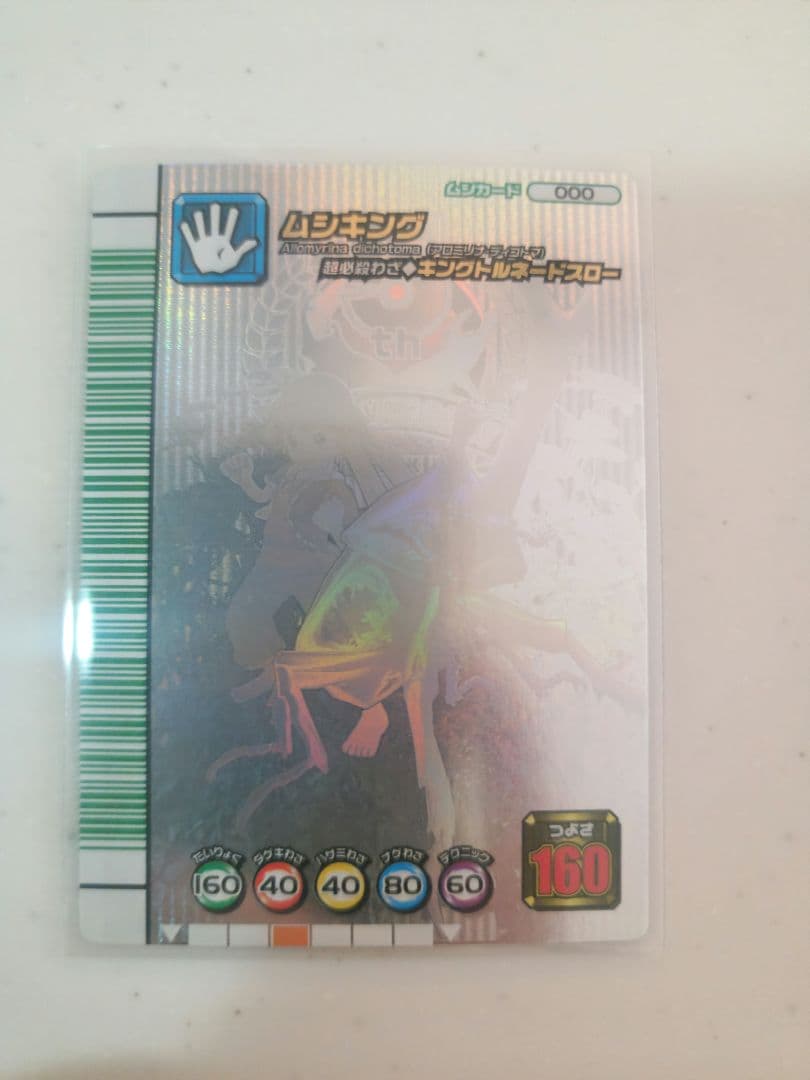 ムシカード 000
ムシキング
Allomyrina dichotoma (アロミリナ ディコトマ)
超必殺わざ◆キングトルネードスロー
th
たいりょく ダゲキわざ ハサミわざ ナゲわざ テクニック
160 40 40 80 60
つよさ
160